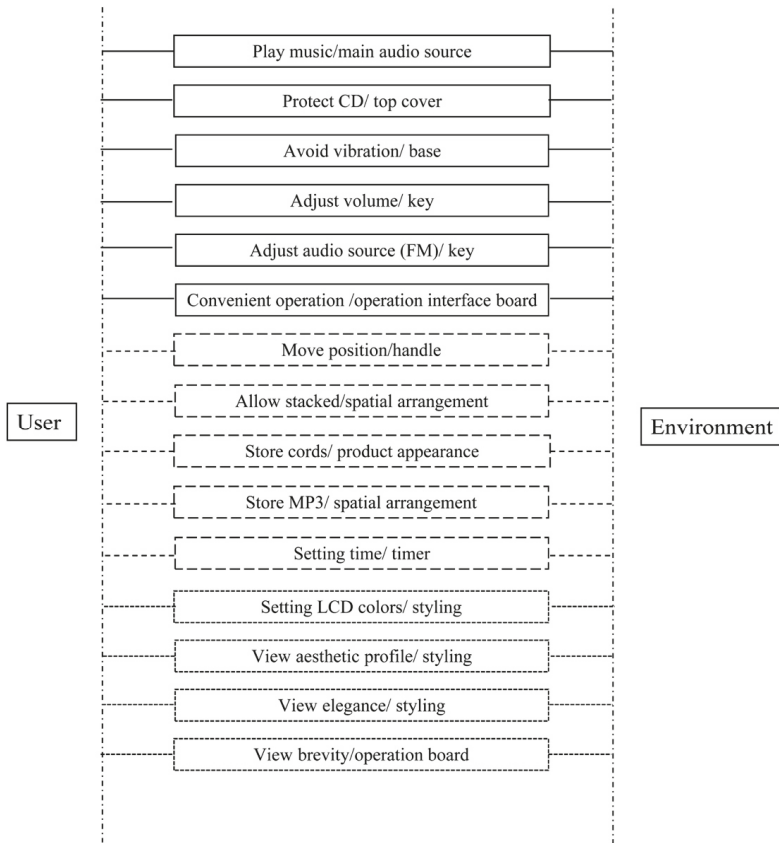 Play music/main audio source
Protect CD/ top cover
Avoid vibration/ base
Adjust volume/ key
Adjust audio source (FM)/ key
Convenient operation /operation interface board
Move position/handle
Allow stacked/spatial arrangement
User
Environment
Store cords/ product appearance
Store MP3/ spatial arrangement
Setting time/ timer
Setting LCD colors/ styling
View aesthetic profile/ styling
View elegance/ styling
View brevity/operation board